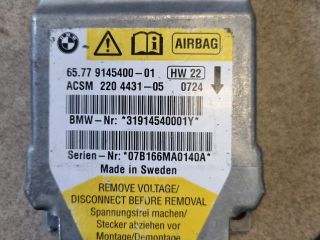 BMW
AIRBAG
65.77 9145400-01 HW 22
ACSM 220 4431-05 0724
BMW-Nr: *31914540001Y*
Serien-Nr: *07B166MA0140A*
Made in Sweden
REMOVE VOLTAGE/
DISCONNECT BEFORE REMOVAL
Spannungsfrei machen/
Stecker abziehen vor
Montage/Demontage